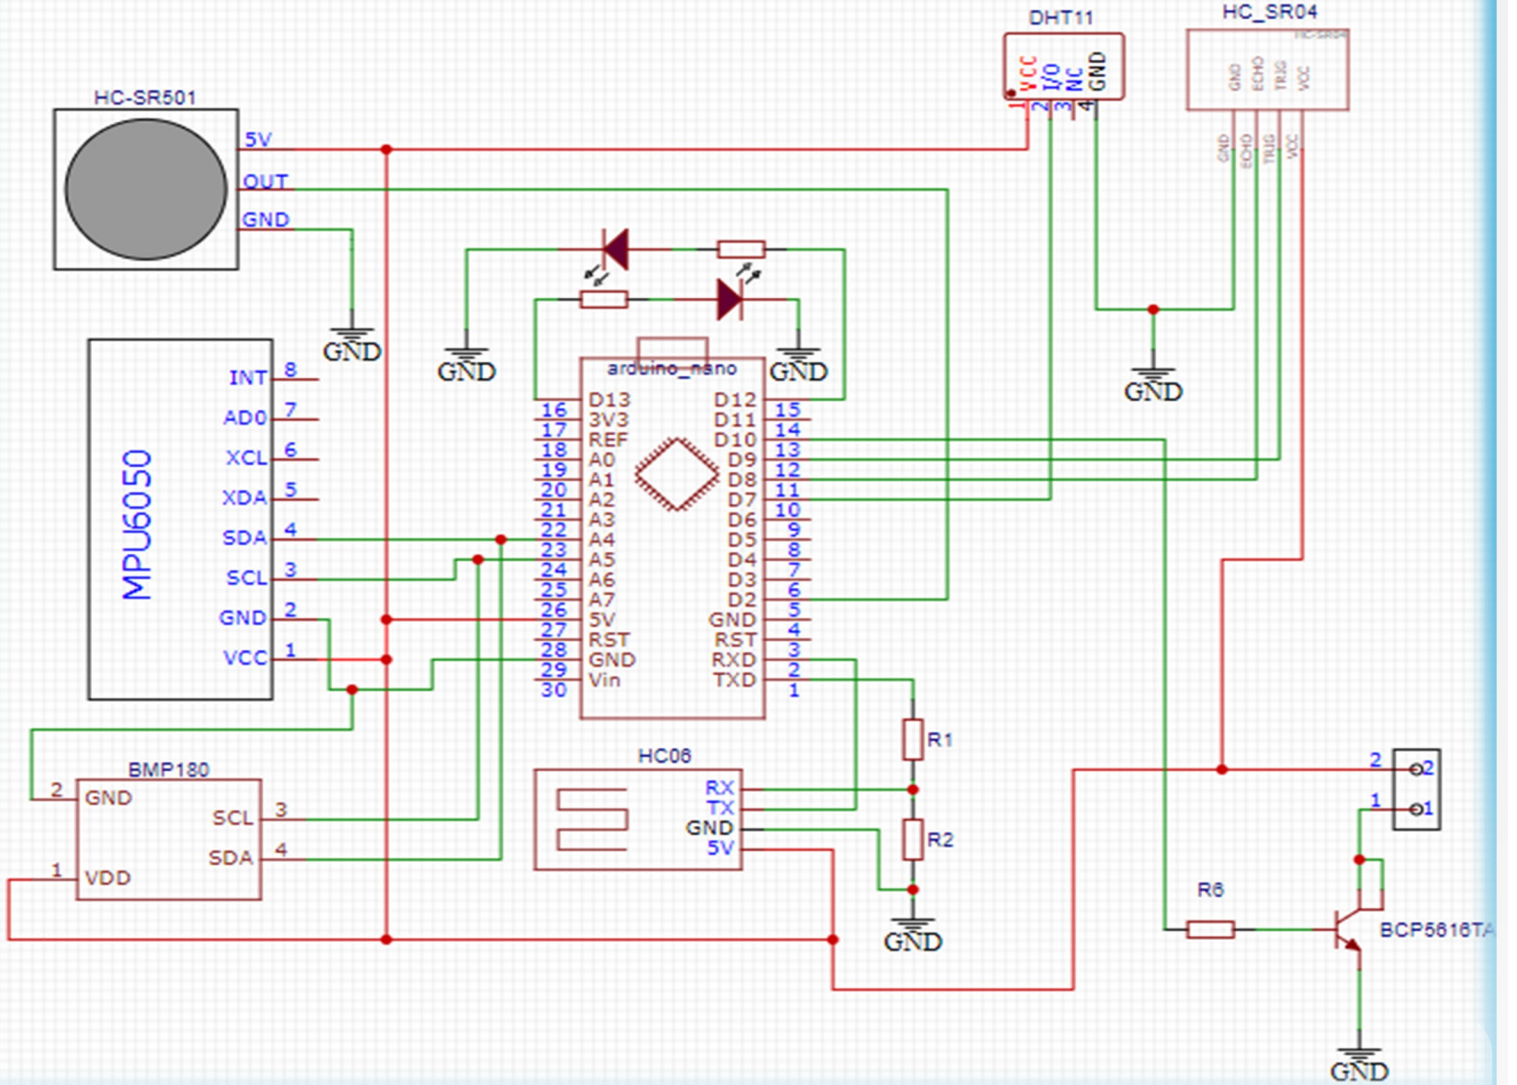 DHT11
HC_SR04
HC-SR04
VCC
I/O
NC
GND
1
2
3
4
GND
ECHO
TRIG
VCC
GND
ECHO
TRIG
VCC
HC-SR501
5V
OUT
GND
GND
GND
GND
GND
MPU6050
INT 8
AD0 7
XCL 6
XDA 5
SDA 4
SCL 3
GND 2
VCC 1
arduino_nano
D13
16
3V3
17
REF
18
A0
19
A1
20
A2
21
A3
22
A4
23
A5
24
A6
25
A7
26
5V
27
RST
28
GND
29
Vin
30
D12
15
D11
14
D10
13
D9
12
D8
11
D7
10
D6
9
D5
8
D4
7
D3
6
D2
5
GND
4
RST
3
RXD
2
TXD
1
R1
R2
GND
HC06
RX
TX
GND
5V
BMP180
2 GND
SCL 3
SDA 4
1 VDD
2 2
1 1
R6
BCP5616TA
GND